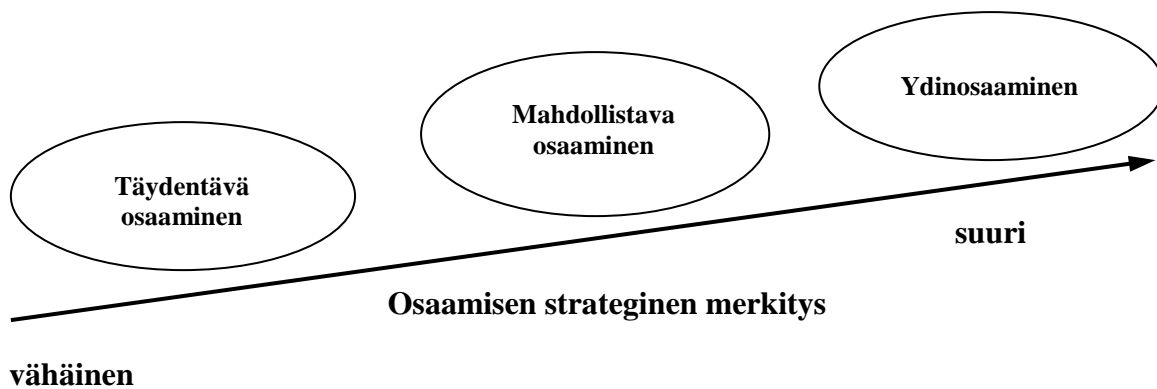 Ydinosaaminen
Mahdollistava
osaaminen
Täydentävä
osaaminen
suuri
Osaamisen strateginen merkitys
vähäinen